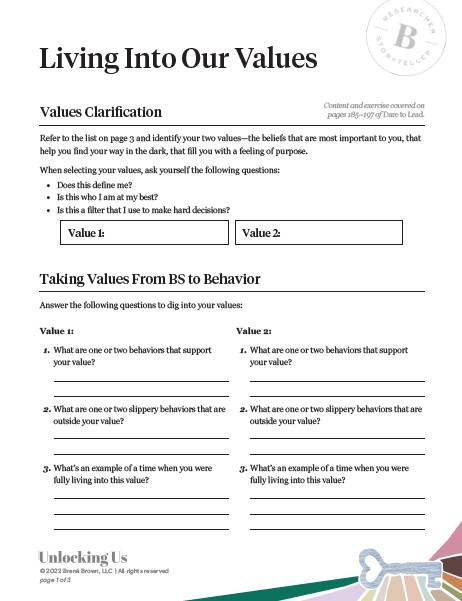 RESEARCHER
B
STORYTELLER
Living Into Our Values
Values Clarification
Content and exercise covered on
pages 185–197 of Dare to Lead.
Refer to the list on page 3 and identify your two values—the beliefs that are most important to you, that
help you find your way in the dark, that fill you with a feeling of purpose.
When selecting your values, ask yourself the following questions:
• Does this define me?
• Is this who I am at my best?
• Is this a filter that I use to make hard decisions?
Value 1:
Value 2:
Taking Values From BS to Behavior
Answer the following questions to dig into your values:
Value 1:
1. What are one or two behaviors that support
your value?
2. What are one or two slippery behaviors that are
outside your value?
3. What's an example of a time when you were
fully living into this value?
Value 2:
1. What are one or two behaviors that support
your value?
2. What are one or two slippery behaviors that are
outside your value?
3. What's an example of a time when you were
fully living into this value?
Unlocking Us
© 2022 Brené Brown, LLC | All rights reserved
page 1 of 3